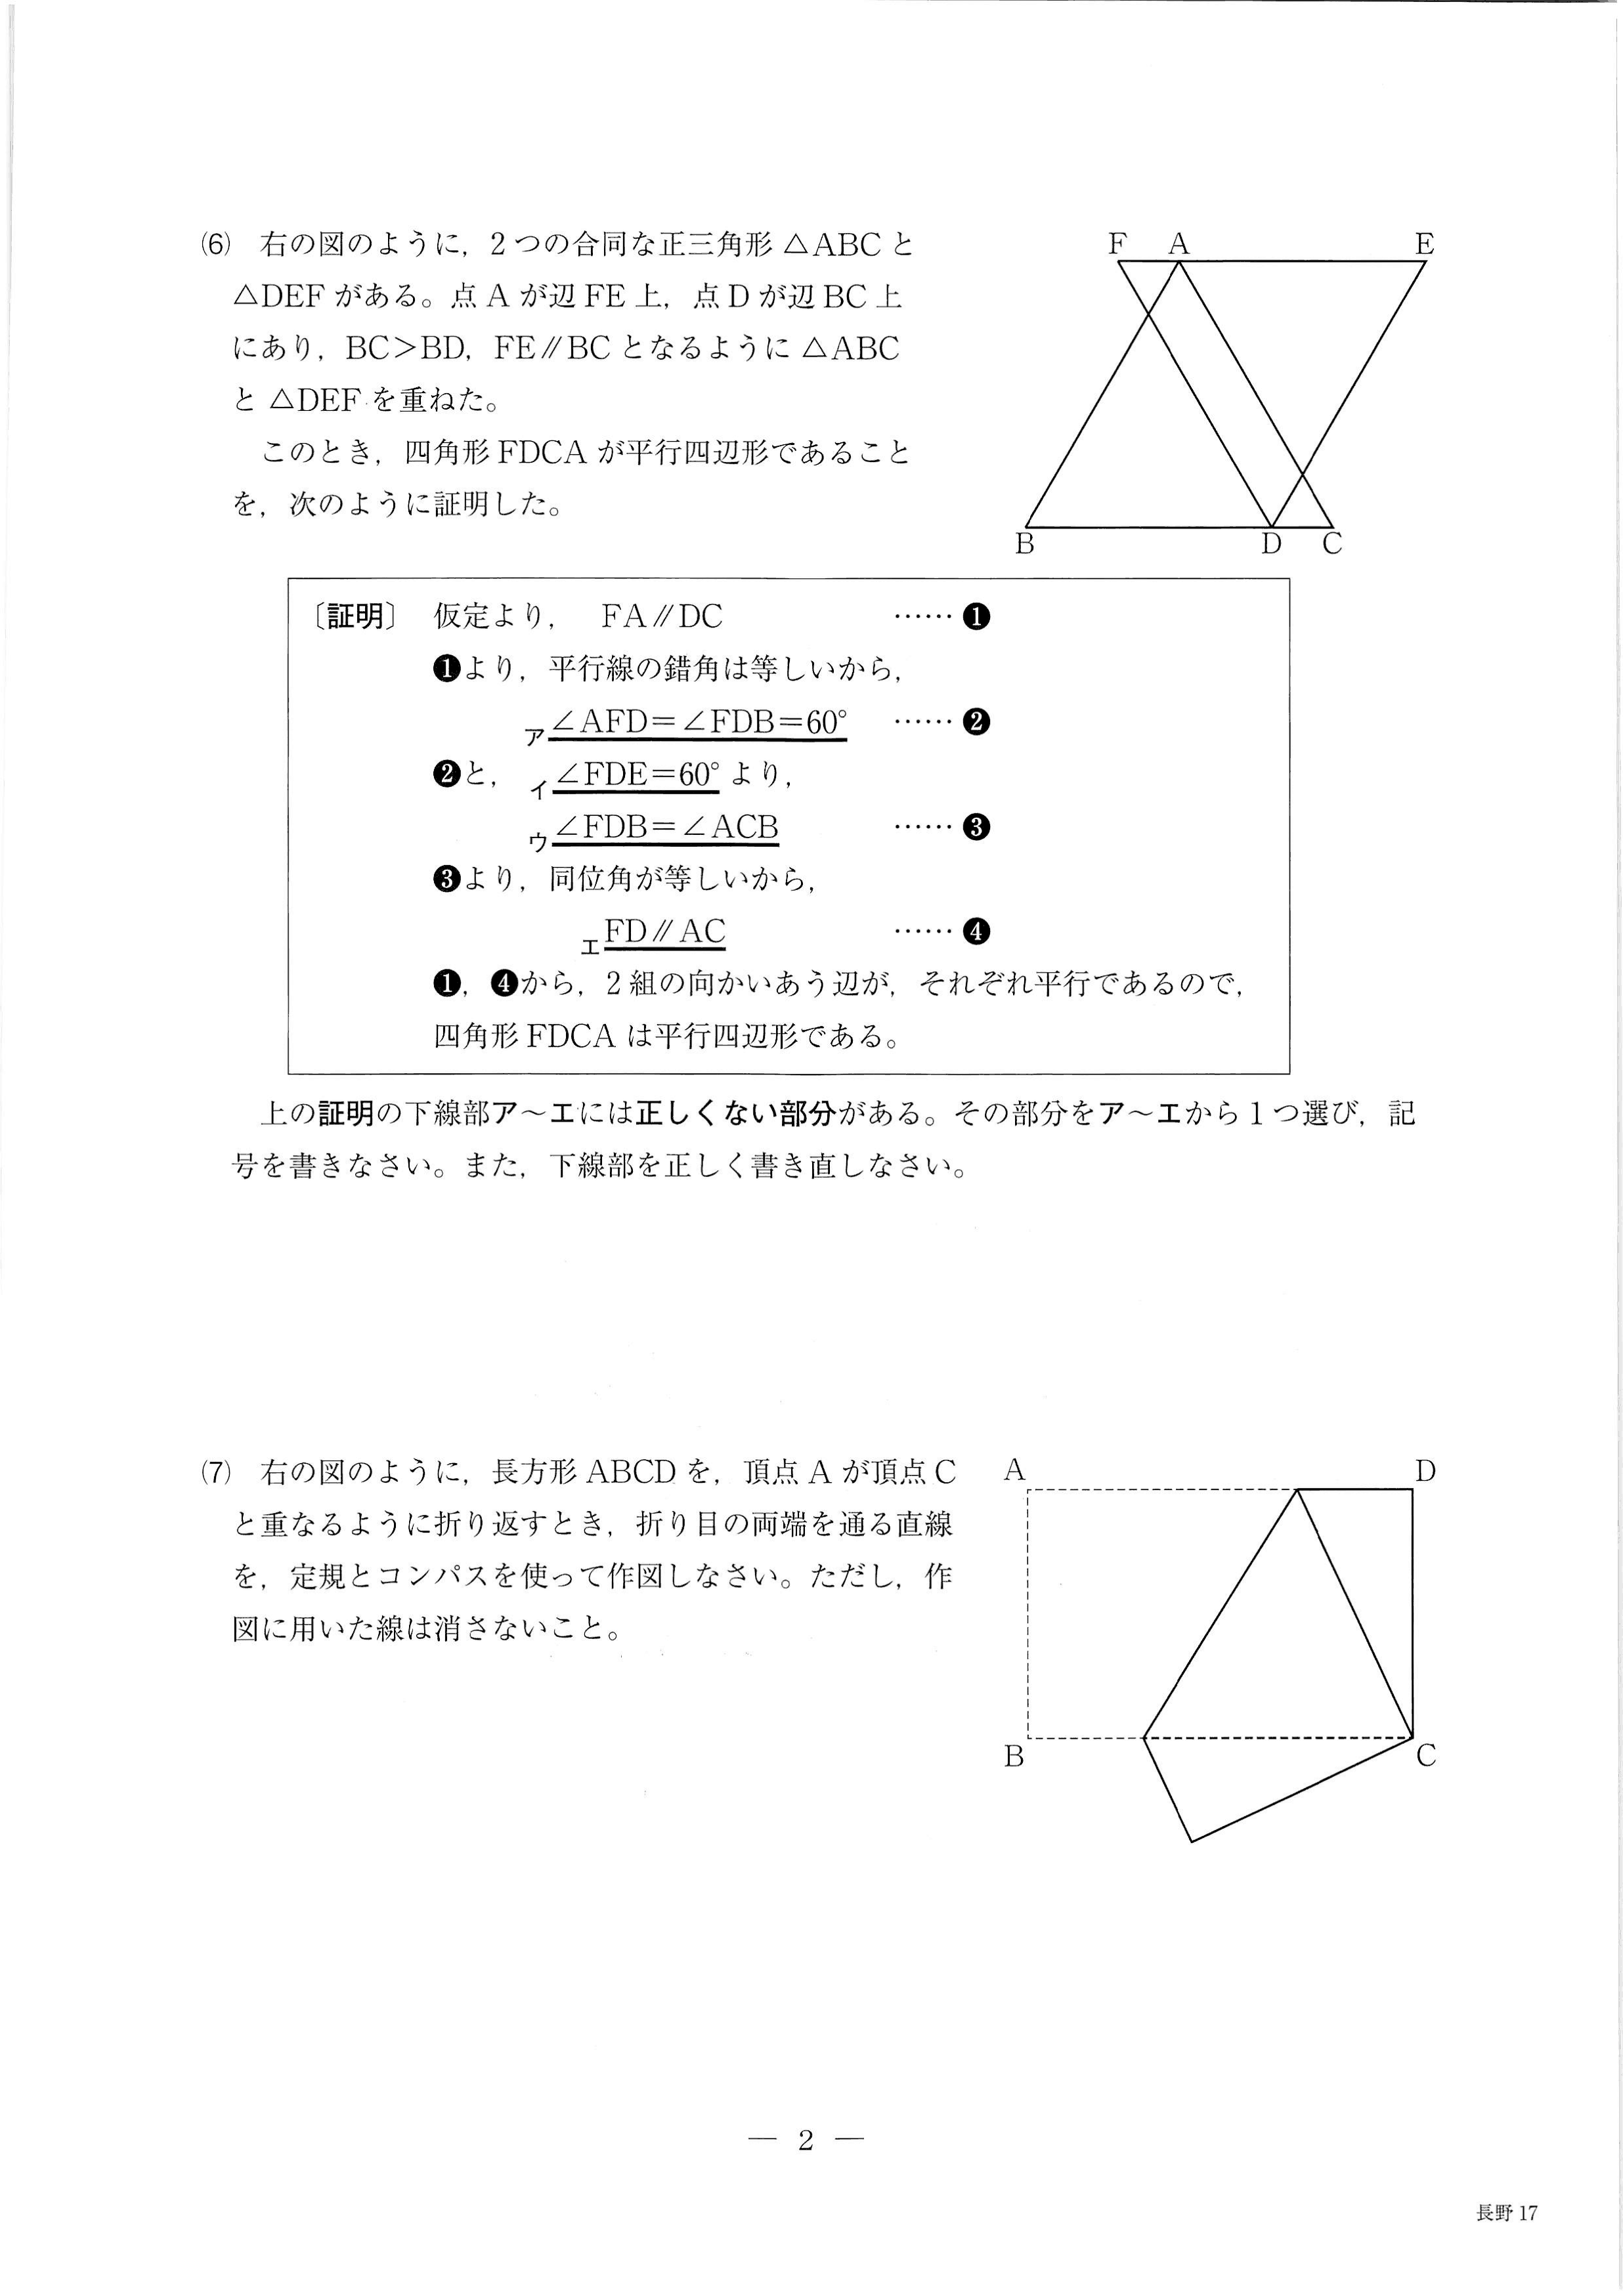 ⑹ 右の図のように，2つの合同な正三角形 △ABC と
△DEF がある。点 A が辺 FE 上，点 D が辺 BC 上
にあり，BC＞BD，FE∥BC となるように △ABC
と △DEF を重ねた。
このとき，四角形 FDCA が平行四辺形であること
を，次のように証明した。
F A E
B D C
〔証明〕 仮定より， FA∥DC ……❶
❶より，平行線の錯角は等しいから，
ア ∠AFD＝∠FDB＝60° ……❷
❷と， イ ∠FDE＝60° より，
ウ ∠FDB＝∠ACB ……❸
❸より，同位角が等しいから，
エ FD∥AC ……❹
❶，❹から，2組の向かいあう辺が，それぞれ平行であるので，
四角形 FDCA は平行四辺形である。
上の証明の下線部ア～エには正しくない部分がある。その部分をア～エから1つ選び，記
号を書きなさい。また，下線部を正しく書き直しなさい。
⑺ 右の図のように，長方形 ABCD を，頂点 A が頂点 C
と重なるように折り返すとき，折り目の両端を通る直線
を，定規とコンパスを使って作図しなさい。ただし，作
図に用いた線は消さないこと。
A D
B C
— 2 —
長野 17